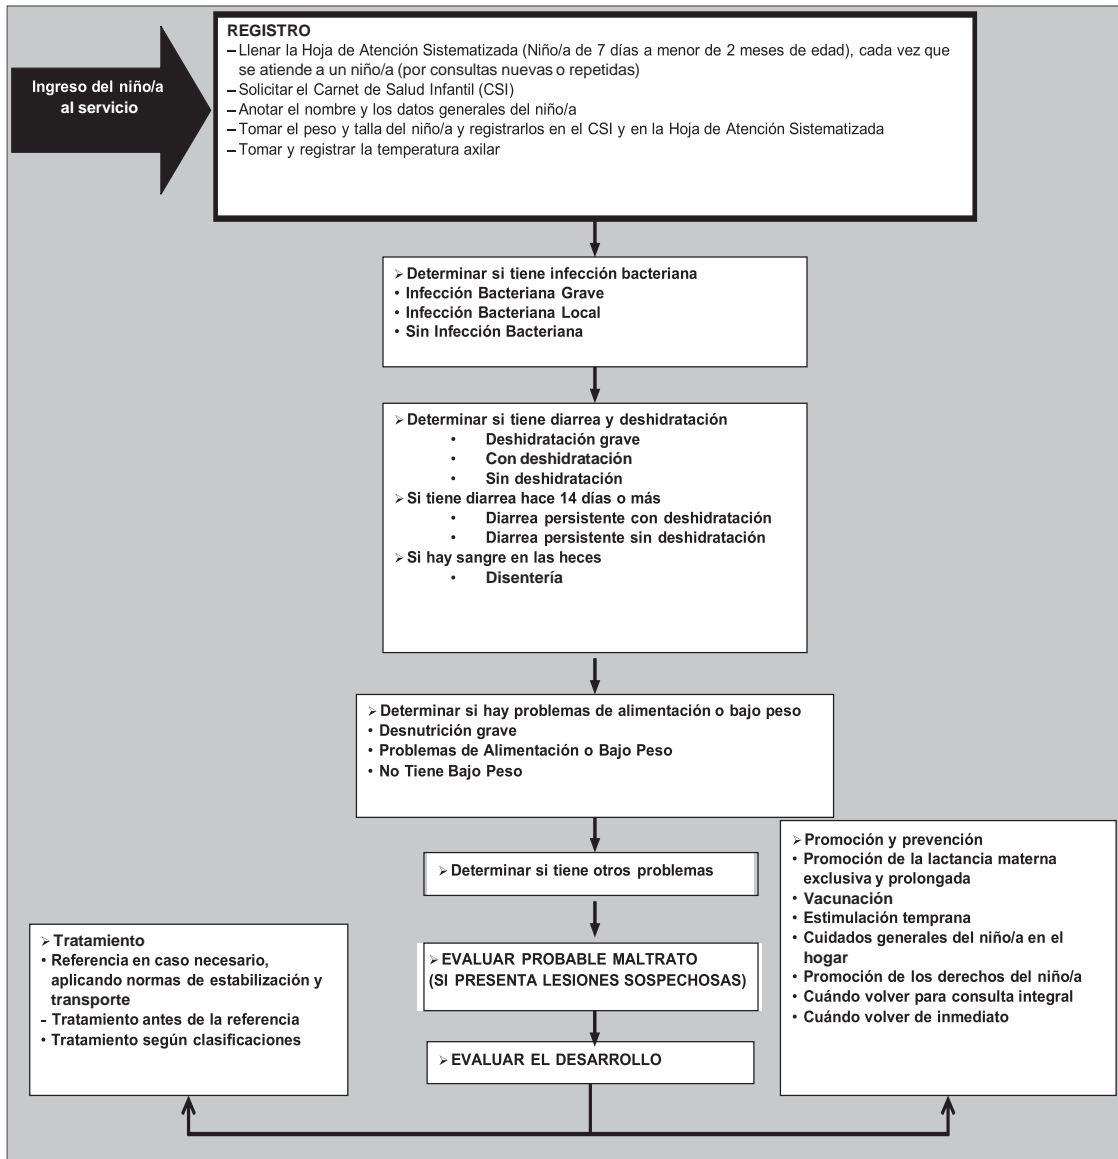 Ingreso del niño/a
al servicio
REGISTRO
– Llenar la Hoja de Atención Sistematizada (Niño/a de 7 días a menor de 2 meses de edad), cada vez que
se atiende a un niño/a (por consultas nuevas o repetidas)
– Solicitar el Carnet de Salud Infantil (CSI)
– Anotar el nombre y los datos generales del niño/a
– Tomar el peso y talla del niño/a y registrarlos en el CSI y en la Hoja de Atención Sistematizada
– Tomar y registrar la temperatura axilar
➢ Determinar si tiene infección bacteriana
• Infección Bacteriana Grave
• Infección Bacteriana Local
• Sin Infección Bacteriana
➢ Determinar si tiene diarrea y deshidratación
• Deshidratación grave
• Con deshidratación
• Sin deshidratación
➢ Si tiene diarrea hace 14 días o más
• Diarrea persistente con deshidratación
• Diarrea persistente sin deshidratación
➢ Si hay sangre en las heces
• Disentería
➢ Determinar si hay problemas de alimentación o bajo peso
• Desnutrición grave
• Problemas de Alimentación o Bajo Peso
• No Tiene Bajo Peso
➢ Determinar si tiene otros problemas
➢ EVALUAR PROBABLE MALTRATO
(SI PRESENTA LESIONES SOSPECHOSAS)
➢ EVALUAR EL DESARROLLO
➢ Tratamiento
• Referencia en caso necesario,
aplicando normas de estabilización y
transporte
- Tratamiento antes de la referencia
• Tratamiento según clasificaciones
➢ Promoción y prevención
• Promoción de la lactancia materna
exclusiva y prolongada
• Vacunación
• Estimulación temprana
• Cuidados generales del niño/a en el
hogar
• Promoción de los derechos del niño/a
• Cuándo volver para consulta integral
• Cuándo volver de inmediato